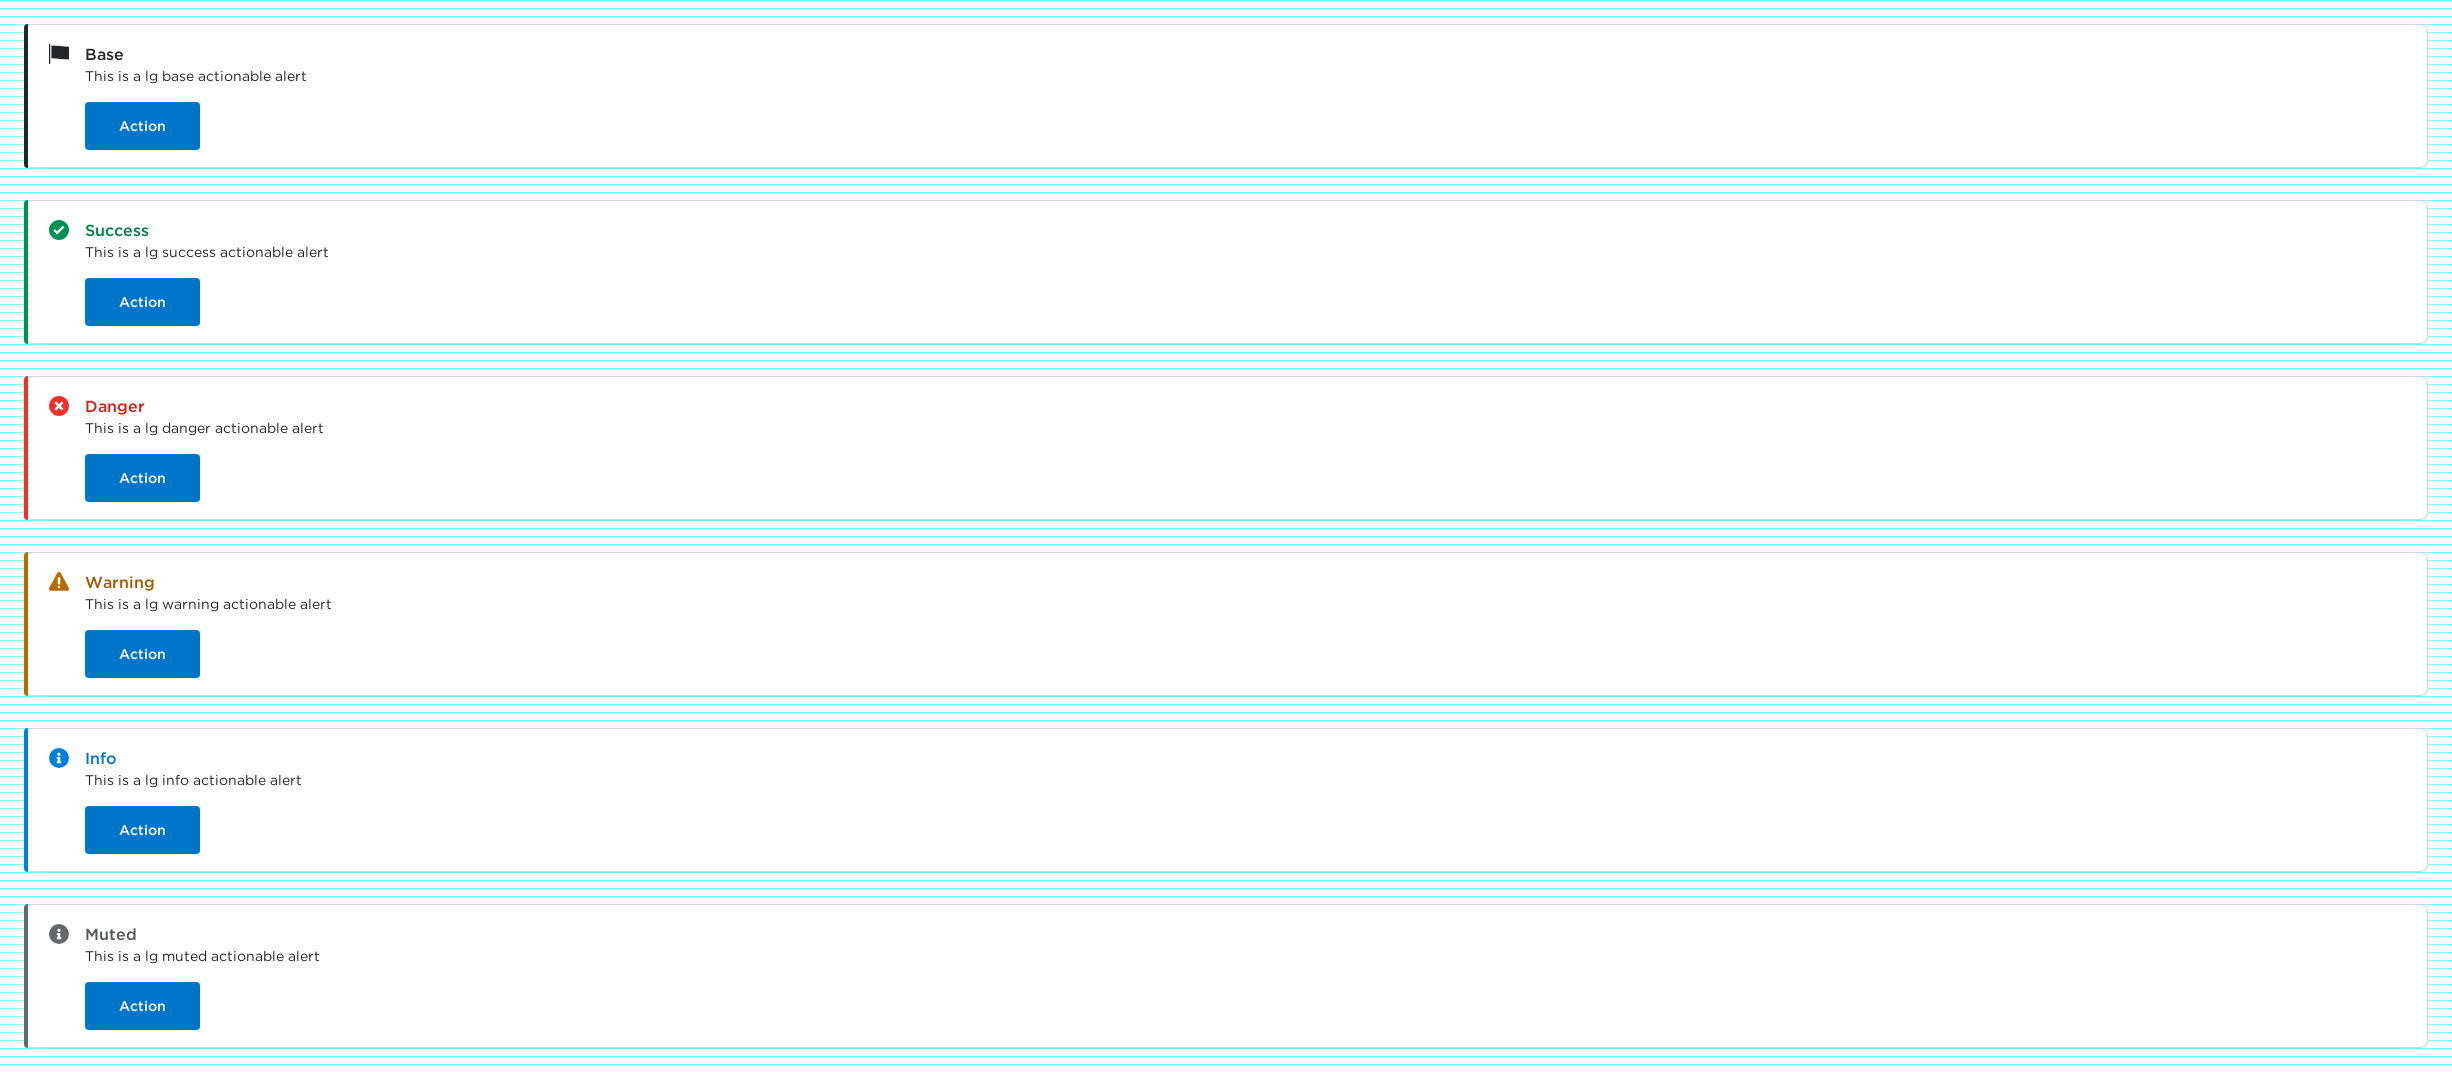 Base
This is a lg base actionable alert
Action
Success
This is a lg success actionable alert
Action
Danger
This is a lg danger actionable alert
Action
Warning
This is a lg warning actionable alert
Action
Info
This is a lg info actionable alert
Action
Muted
This is a lg muted actionable alert
Action